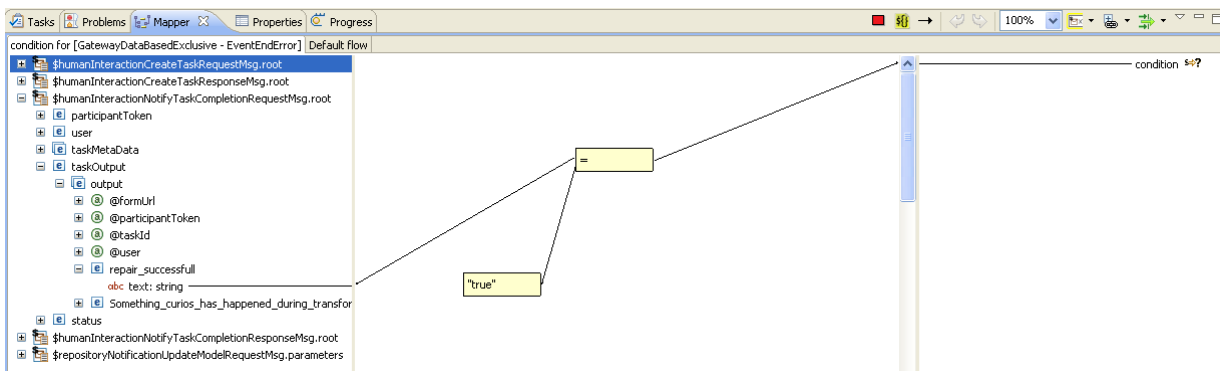 Tasks Problems Mapper Properties Progress 100%
condition for [GatewayDataBasedExclusive - EventEndError] Default flow
$humanInteractionCreateTaskRequestMsg.root
condition
$humanInteractionCreateTaskResponseMsg.root
$humanInteractionNotifyTaskCompletionRequestMsg.root
participantToken
user
taskMetaData
=
taskOutput
output
@formUrl
@participantToken
@taskId
@user
repair_successfull
abc text: string
"true"
Something_curios_has_happened_during_transfor
status
$humanInteractionNotifyTaskCompletionResponseMsg.root
$repositoryNotificationUpdateModelRequestMsg.parameters